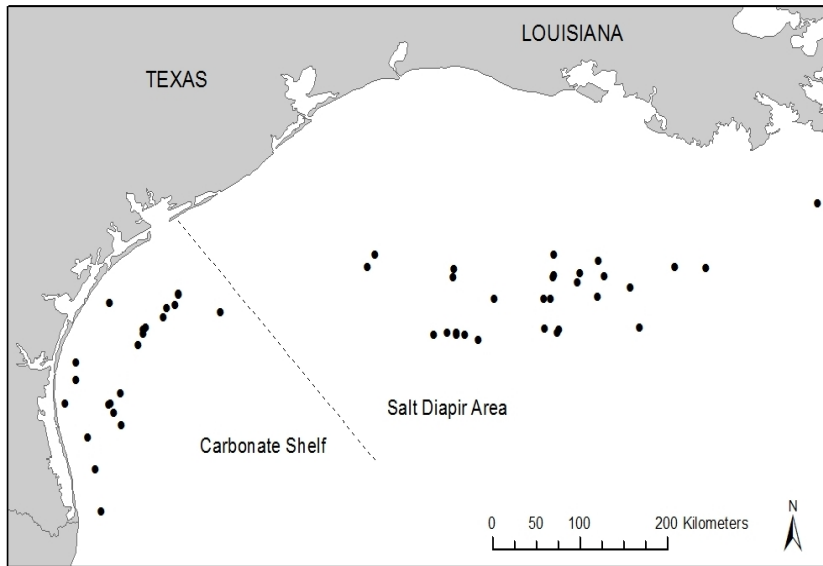 LOUISIANA
TEXAS
Salt Diapir Area
Carbonate Shelf
N
0 50 100 200 Kilometers